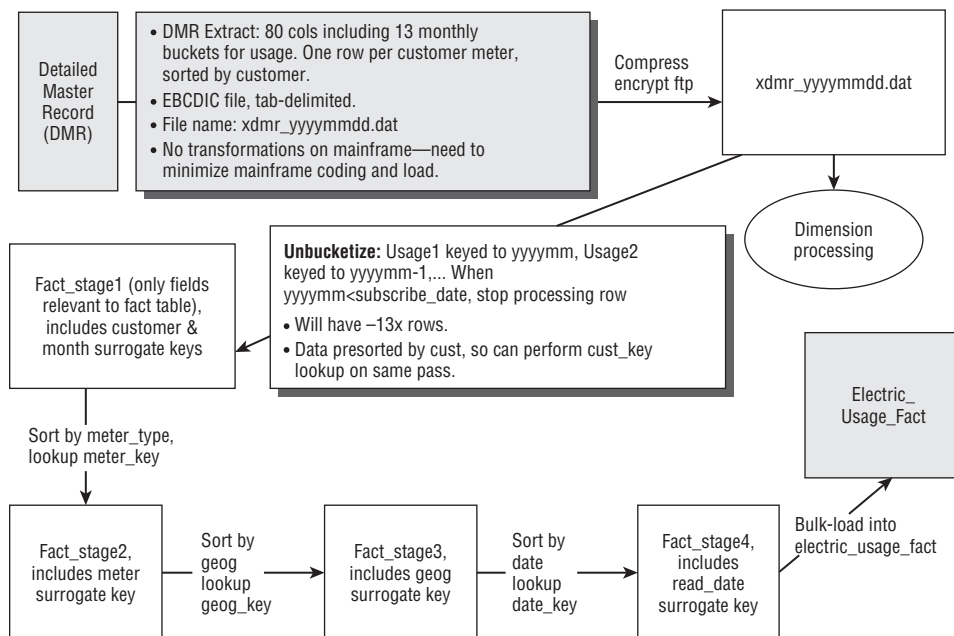 Detailed
Master
Record
(DMR)
• DMR Extract: 80 cols including 13 monthly
buckets for usage. One row per customer meter,
sorted by customer.
• EBCDIC file, tab-delimited.
• File name: xdmr_yyyymmdd.dat
• No transformations on mainframe—need to
minimize mainframe coding and load.
Compress
encrypt ftp
xdmr_yyyymmdd.dat
Dimension
processing
Unbucketize: Usage1 keyed to yyyymm, Usage2
keyed to yyyymm-1,... When
yyyymm<subscribe_date, stop processing row
• Will have –13x rows.
• Data presorted by cust, so can perform cust_key
lookup on same pass.
Fact_stage1 (only fields
relevant to fact table),
includes customer &
month surrogate keys
Sort by meter_type,
lookup meter_key
Fact_stage2,
includes meter
surrogate key
Sort by
geog
lookup
geog_key
Fact_stage3,
includes geog
surrogate key
Sort by
date
lookup
date_key
Fact_stage4,
includes
read_date
surrogate key
Bulk-load into
electric_usage_fact
Electric_
Usage_Fact